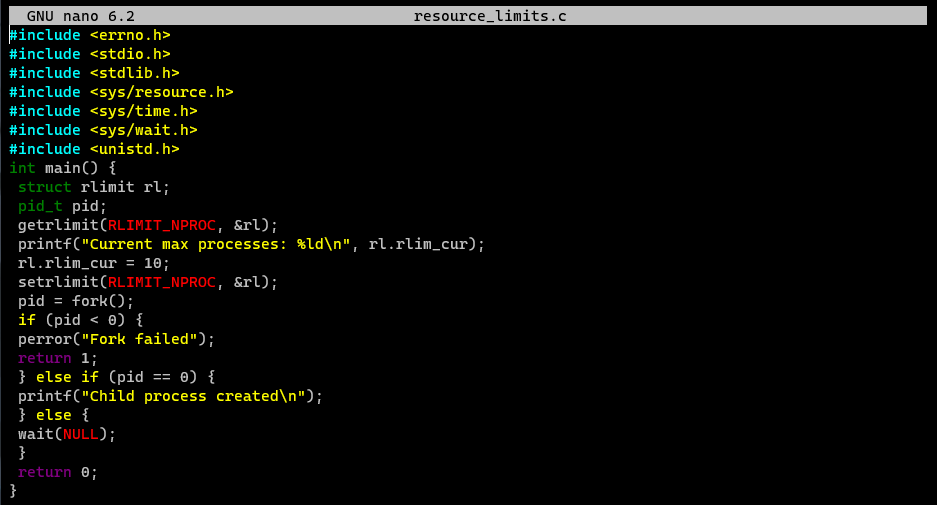 GNU nano 6.2 resource_limits.c
#include <errno.h>
#include <stdio.h>
#include <stdlib.h>
#include <sys/resource.h>
#include <sys/time.h>
#include <sys/wait.h>
#include <unistd.h>
int main() {
 struct rlimit rl;
 pid_t pid;
 getrlimit(RLIMIT_NPROC, &rl);
 printf("Current max processes: %ld\n", rl.rlim_cur);
 rl.rlim_cur = 10;
 setrlimit(RLIMIT_NPROC, &rl);
 pid = fork();
 if (pid < 0) {
 perror("Fork failed");
 return 1;
 } else if (pid == 0) {
 printf("Child process created\n");
 } else {
 wait(NULL);
 }
 return 0;
}